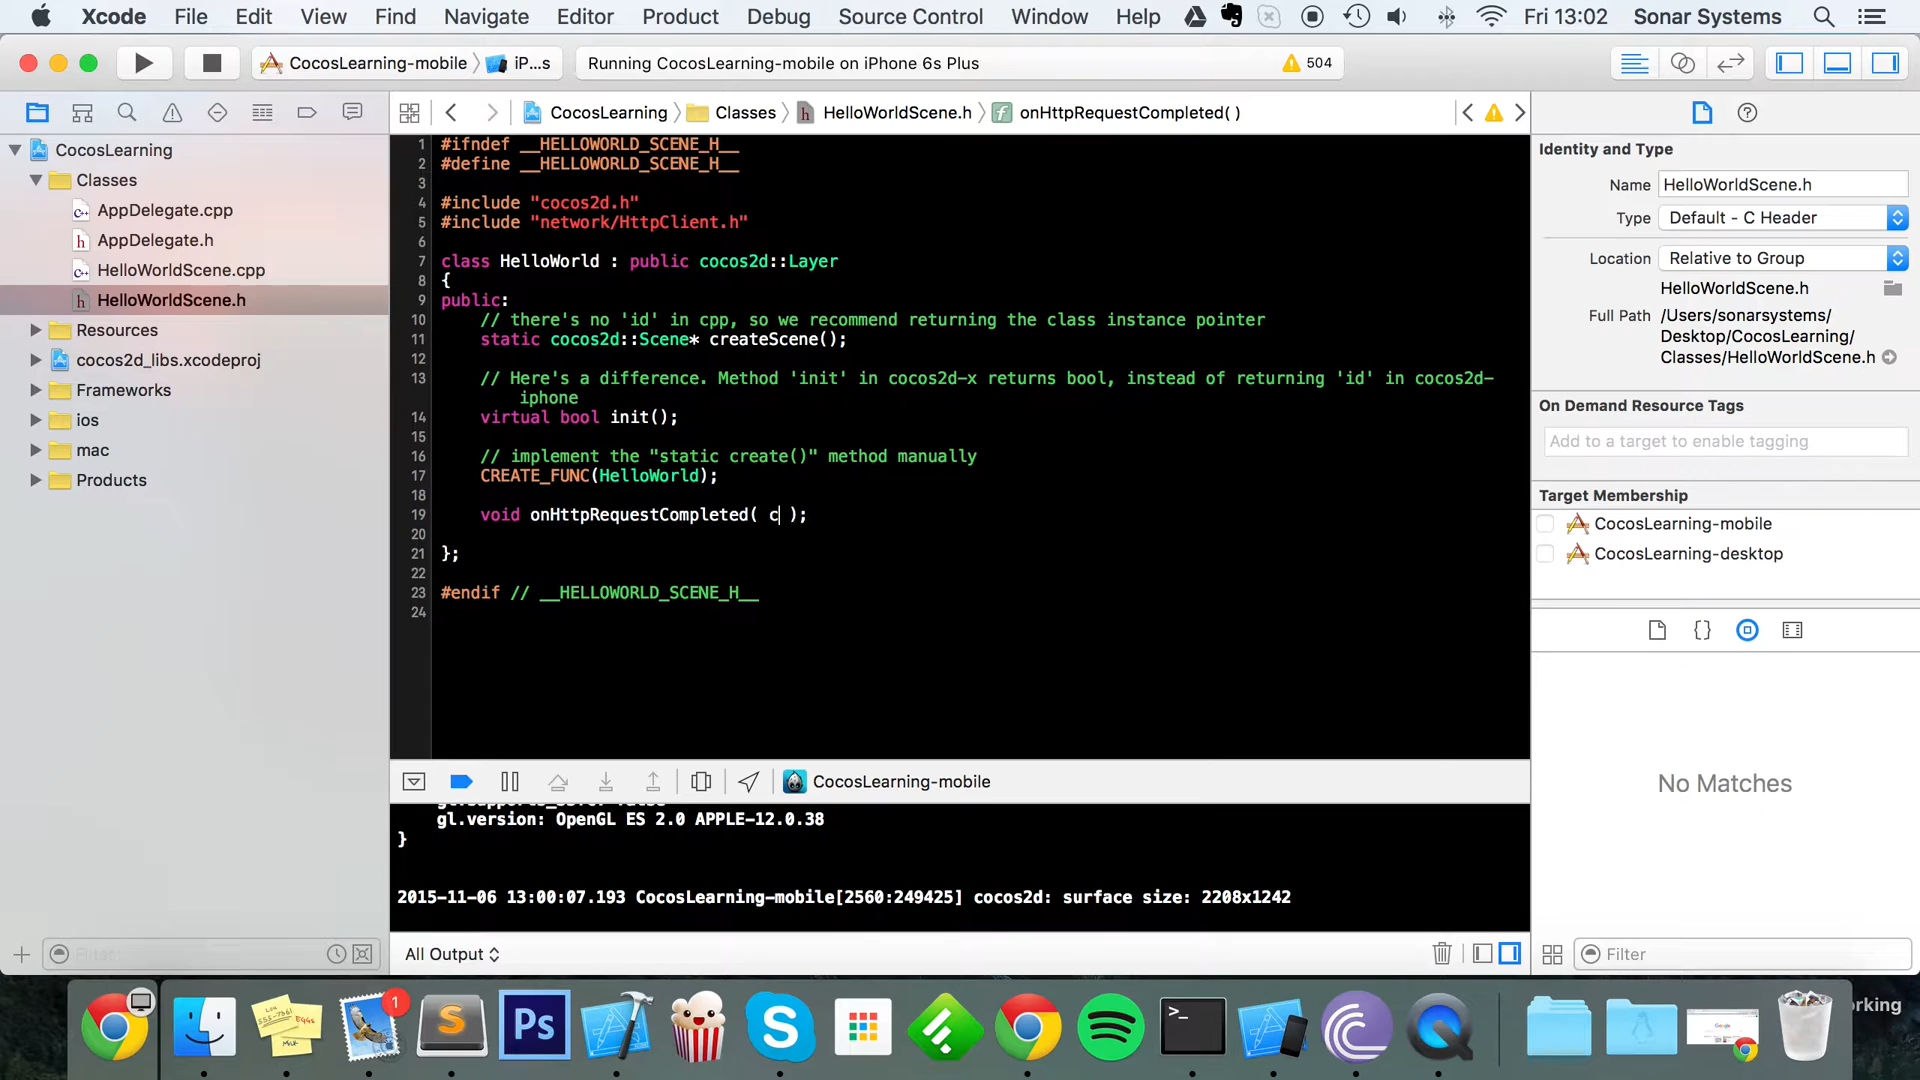 Xcode File Edit View Find Navigate Editor Product Debug Source Control Window Help Fri 13:02 Sonar Systems
CocosLearning-mobile iP...s Running CocosLearning-mobile on iPhone 6s Plus 504
CocosLearning Classes HelloWorldScene.h onHttpRequestCompleted( )
CocosLearning
Classes
AppDelegate.cpp
AppDelegate.h
HelloWorldScene.cpp
HelloWorldScene.h
Resources
cocos2d_libs.xcodeproj
Frameworks
ios
mac
Products
Filter
1 #ifndef __HELLOWORLD_SCENE_H__
2 #define __HELLOWORLD_SCENE_H__
3
4 #include "cocos2d.h"
5 #include "network/HttpClient.h"
6
7 class HelloWorld : public cocos2d::Layer
8 {
9 public:
10 // there's no 'id' in cpp, so we recommend returning the class instance pointer
11 static cocos2d::Scene* createScene();
12
13 // Here's a difference. Method 'init' in cocos2d-x returns bool, instead of returning 'id' in cocos2d-
iphone
14 virtual bool init();
15
16 // implement the "static create()" method manually
17 CREATE_FUNC(HelloWorld);
18
19 void onHttpRequestCompleted( c );
20
21 };
22
23 #endif // __HELLOWORLD_SCENE_H__
24
CocosLearning-mobile
gl.version: OpenGL ES 2.0 APPLE-12.0.38
}
2015-11-06 13:00:07.193 CocosLearning-mobile[2560:249425] cocos2d: surface size: 2208x1242
All Output
Identity and Type
Name HelloWorldScene.h
Type Default - C Header
Location Relative to Group
HelloWorldScene.h
Full Path /Users/sonarsystems/
Desktop/CocosLearning/
Classes/HelloWorldScene.h
On Demand Resource Tags
Add to a target to enable tagging
Target Membership
CocosLearning-mobile
CocosLearning-desktop
{}
No Matches
Filter
1
S
Ps
S
>_
Google
orking